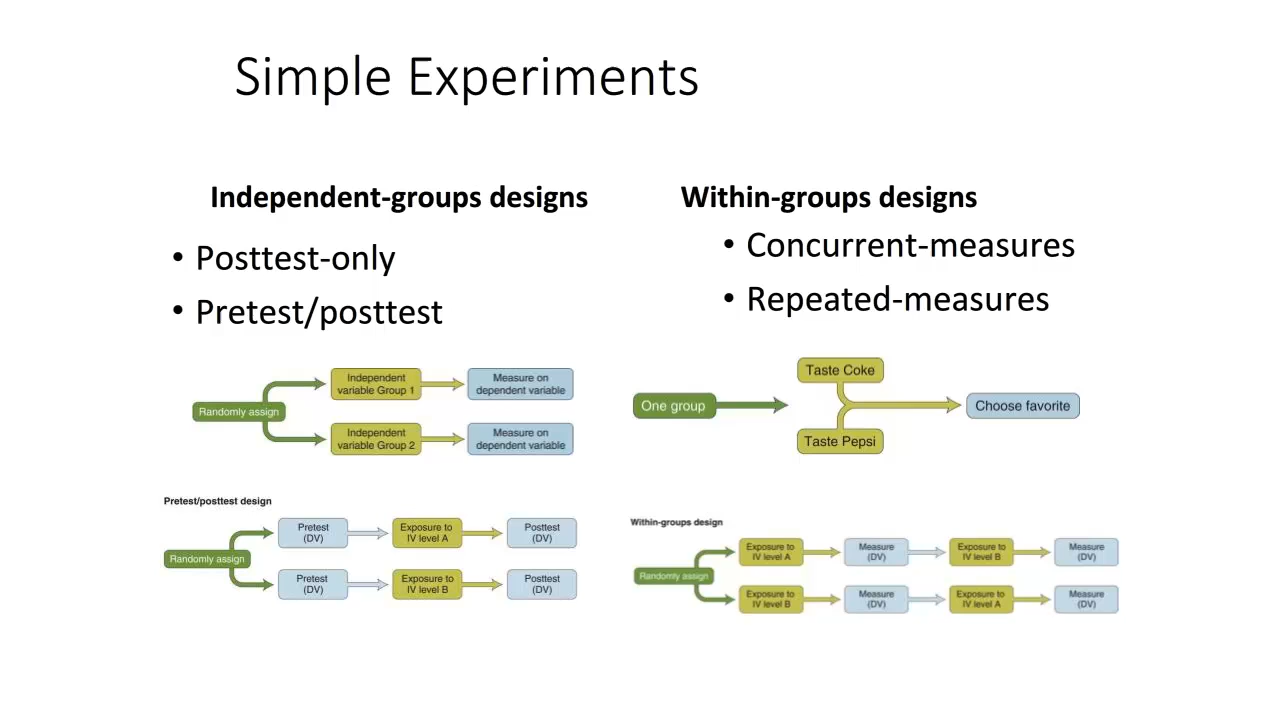 Simple Experiments
Independent-groups designs
• Posttest-only
• Pretest/posttest
Randomly assign
Independent
variable Group 1
Measure on
dependent variable
Independent
variable Group 2
Measure on
dependent variable
Pretest/posttest design
Randomly assign
Pretest
(DV)
Exposure to
IV level A
Posttest
(DV)
Pretest
(DV)
Exposure to
IV level B
Posttest
(DV)
Within-groups designs
• Concurrent-measures
• Repeated-measures
One group
Taste Coke
Taste Pepsi
Choose favorite
Within-groups design
Randomly assign
Exposure to
IV level A
Measure
(DV)
Exposure to
IV level B
Measure
(DV)
Exposure to
IV level B
Measure
(DV)
Exposure to
IV level A
Measure
(DV)